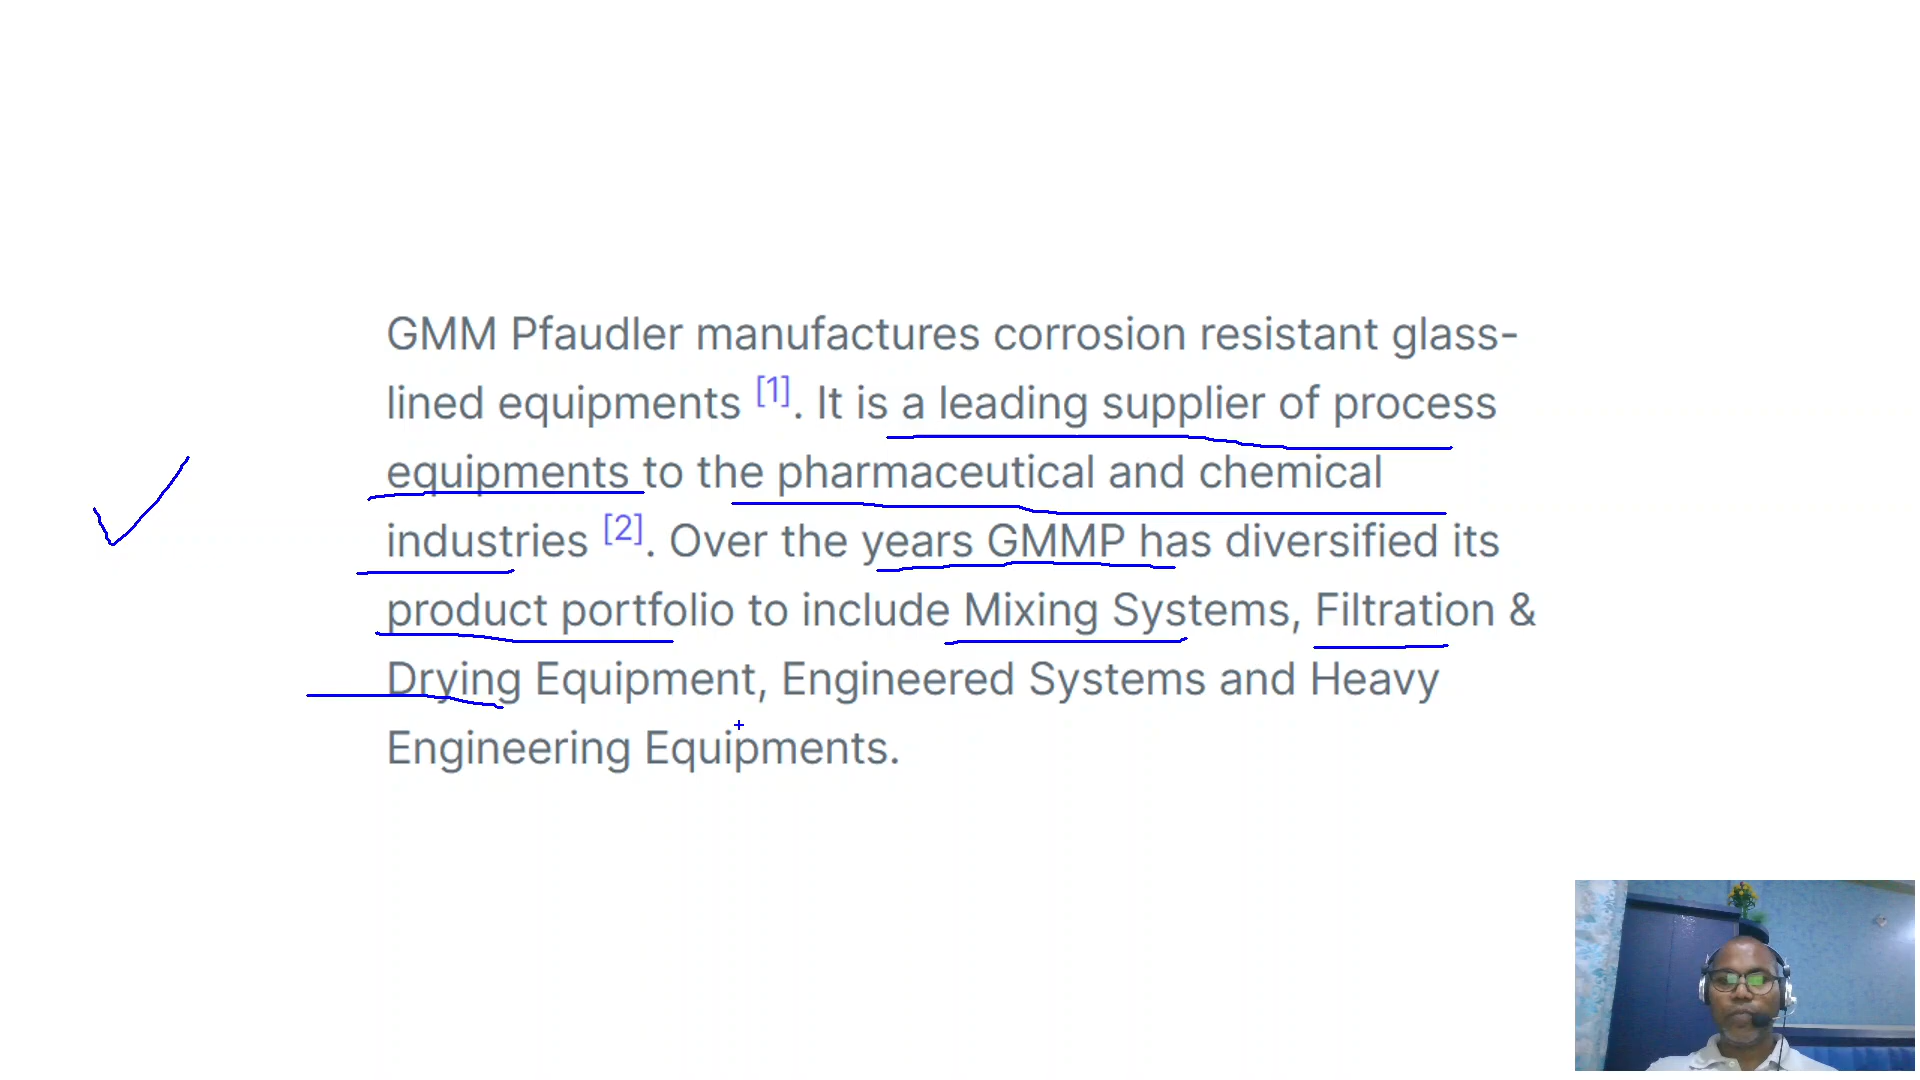 GMM Pfaudler manufactures corrosion resistant glass-
lined equipments [1]. It is a leading supplier of process
equipments to the pharmaceutical and chemical
industries [2]. Over the years GMMP has diversified its
product portfolio to include Mixing Systems, Filtration &
Drying Equipment, Engineered Systems and Heavy
Engineering Equipments.